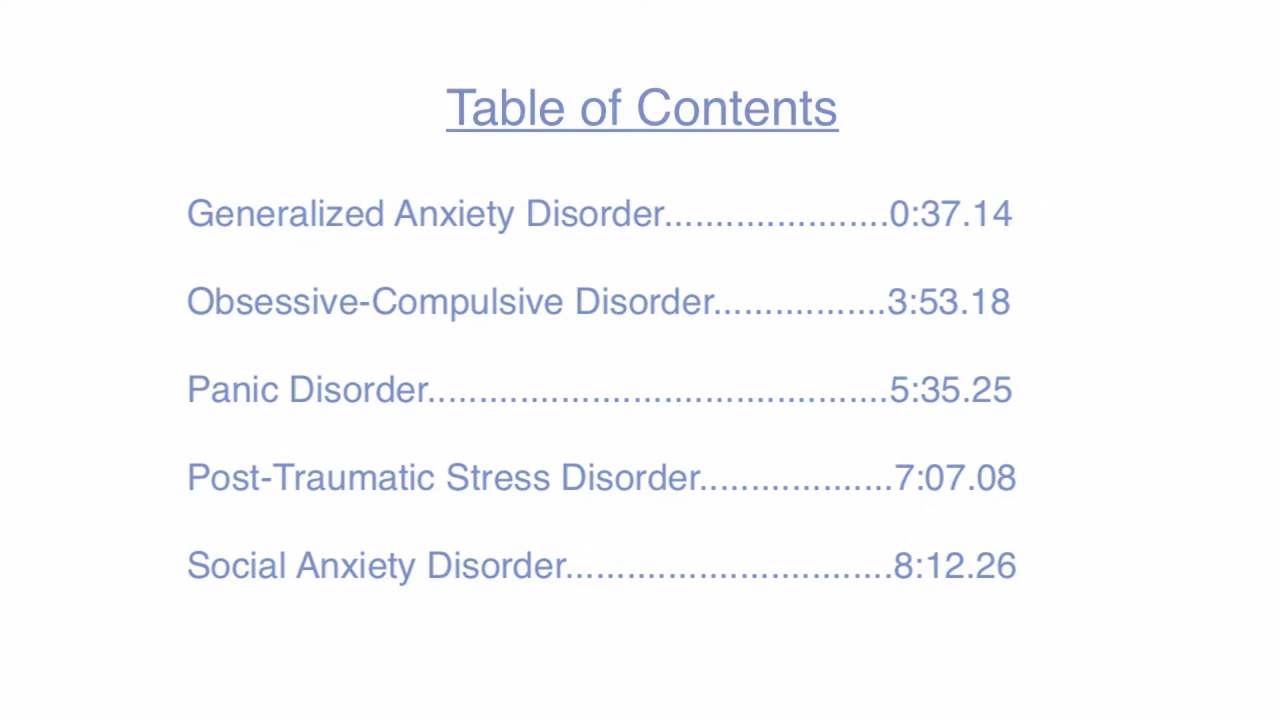 Table of Contents
Generalized Anxiety Disorder......................0:37.14
Obsessive-Compulsive Disorder.................3:53.18
Panic Disorder.............................................5:35.25
Post-Traumatic Stress Disorder...................7:07.08
Social Anxiety Disorder................................8:12.26